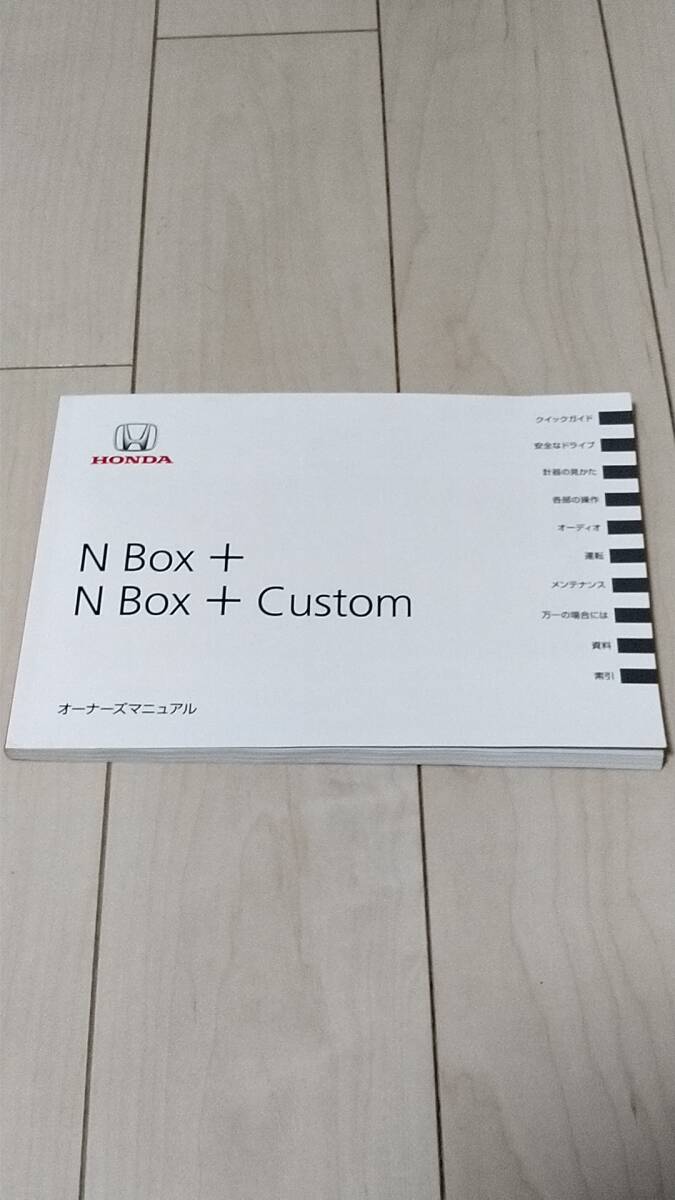 HONDA
N Box +
N Box + Custom
オーナーズマニュアル
クイックガイド
安全なドライブ
計器の見かた
各部の操作
オーディオ
運転
メンテナンス
万一の場合には
資料
索引